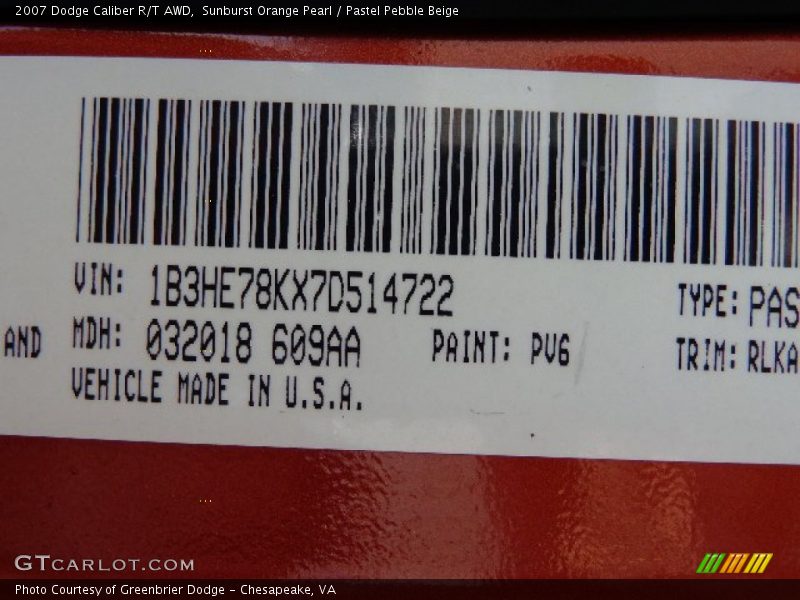 2007 Dodge Caliber R/T AWD, Sunburst Orange Pearl / Pastel Pebble Beige
VIN: 1B3HE78KX7D514722 TYPE: PAS
AND MDH: 032018 609AA PAINT: PV6 TRIM: RLKA
VEHICLE MADE IN U.S.A.
GTCARLOT.COM
Photo Courtesy of Greenbrier Dodge – Chesapeake, VA